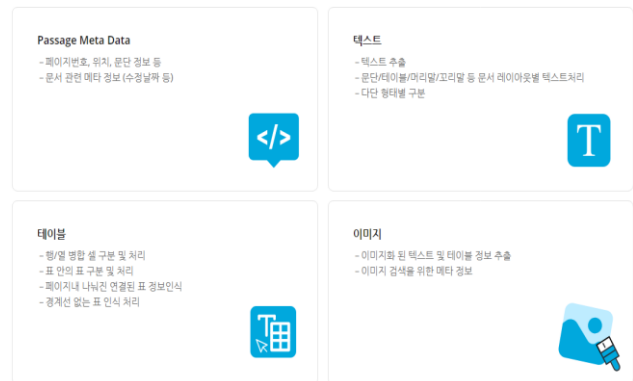 Passage Meta Data
- 페이지번호, 위치, 문단 정보 등
- 문서 관련 메타 정보 (수정날짜 등)
</>
텍스트
- 텍스트 추출
- 문단/테이블/머리말/꼬리말 등 문서 레이아웃별 텍스트처리
- 다단 형태별 구분
T
테이블
- 행/열 병합 셀 구분 및 처리
- 표 안의 표 구분 및 처리
- 페이지내 나눠진 연결된 표 정보인식
- 경계선 없는 표 인식 처리
T
이미지
- 이미지화 된 텍스트 및 테이블 정보 추출
- 이미지 검색을 위한 메타 정보